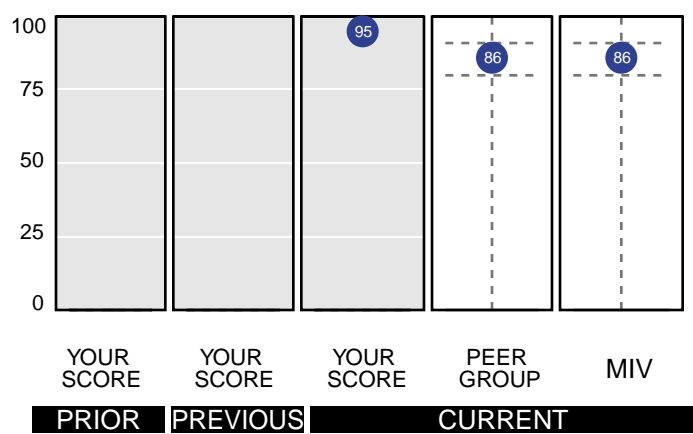 100
75
50
25
0
95
86
86
YOUR
SCORE
YOUR
SCORE
YOUR
SCORE
PEER
GROUP
MIV
PRIOR
PREVIOUS
CURRENT